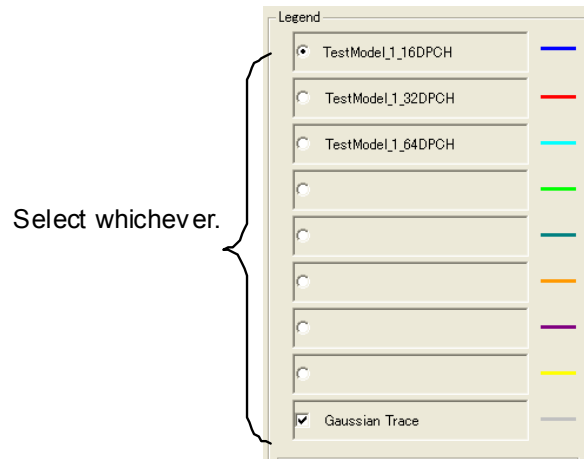 Legend
TestModel_1_16DPCH
TestModel_1_32DPCH
TestModel_1_64DPCH
Select whichever.
Gaussian Trace